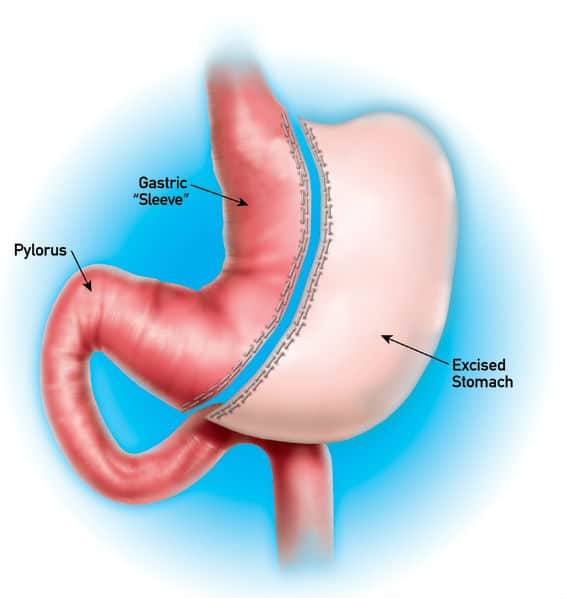 Gastric
“Sleeve”
Pylorus
Excised
Stomach